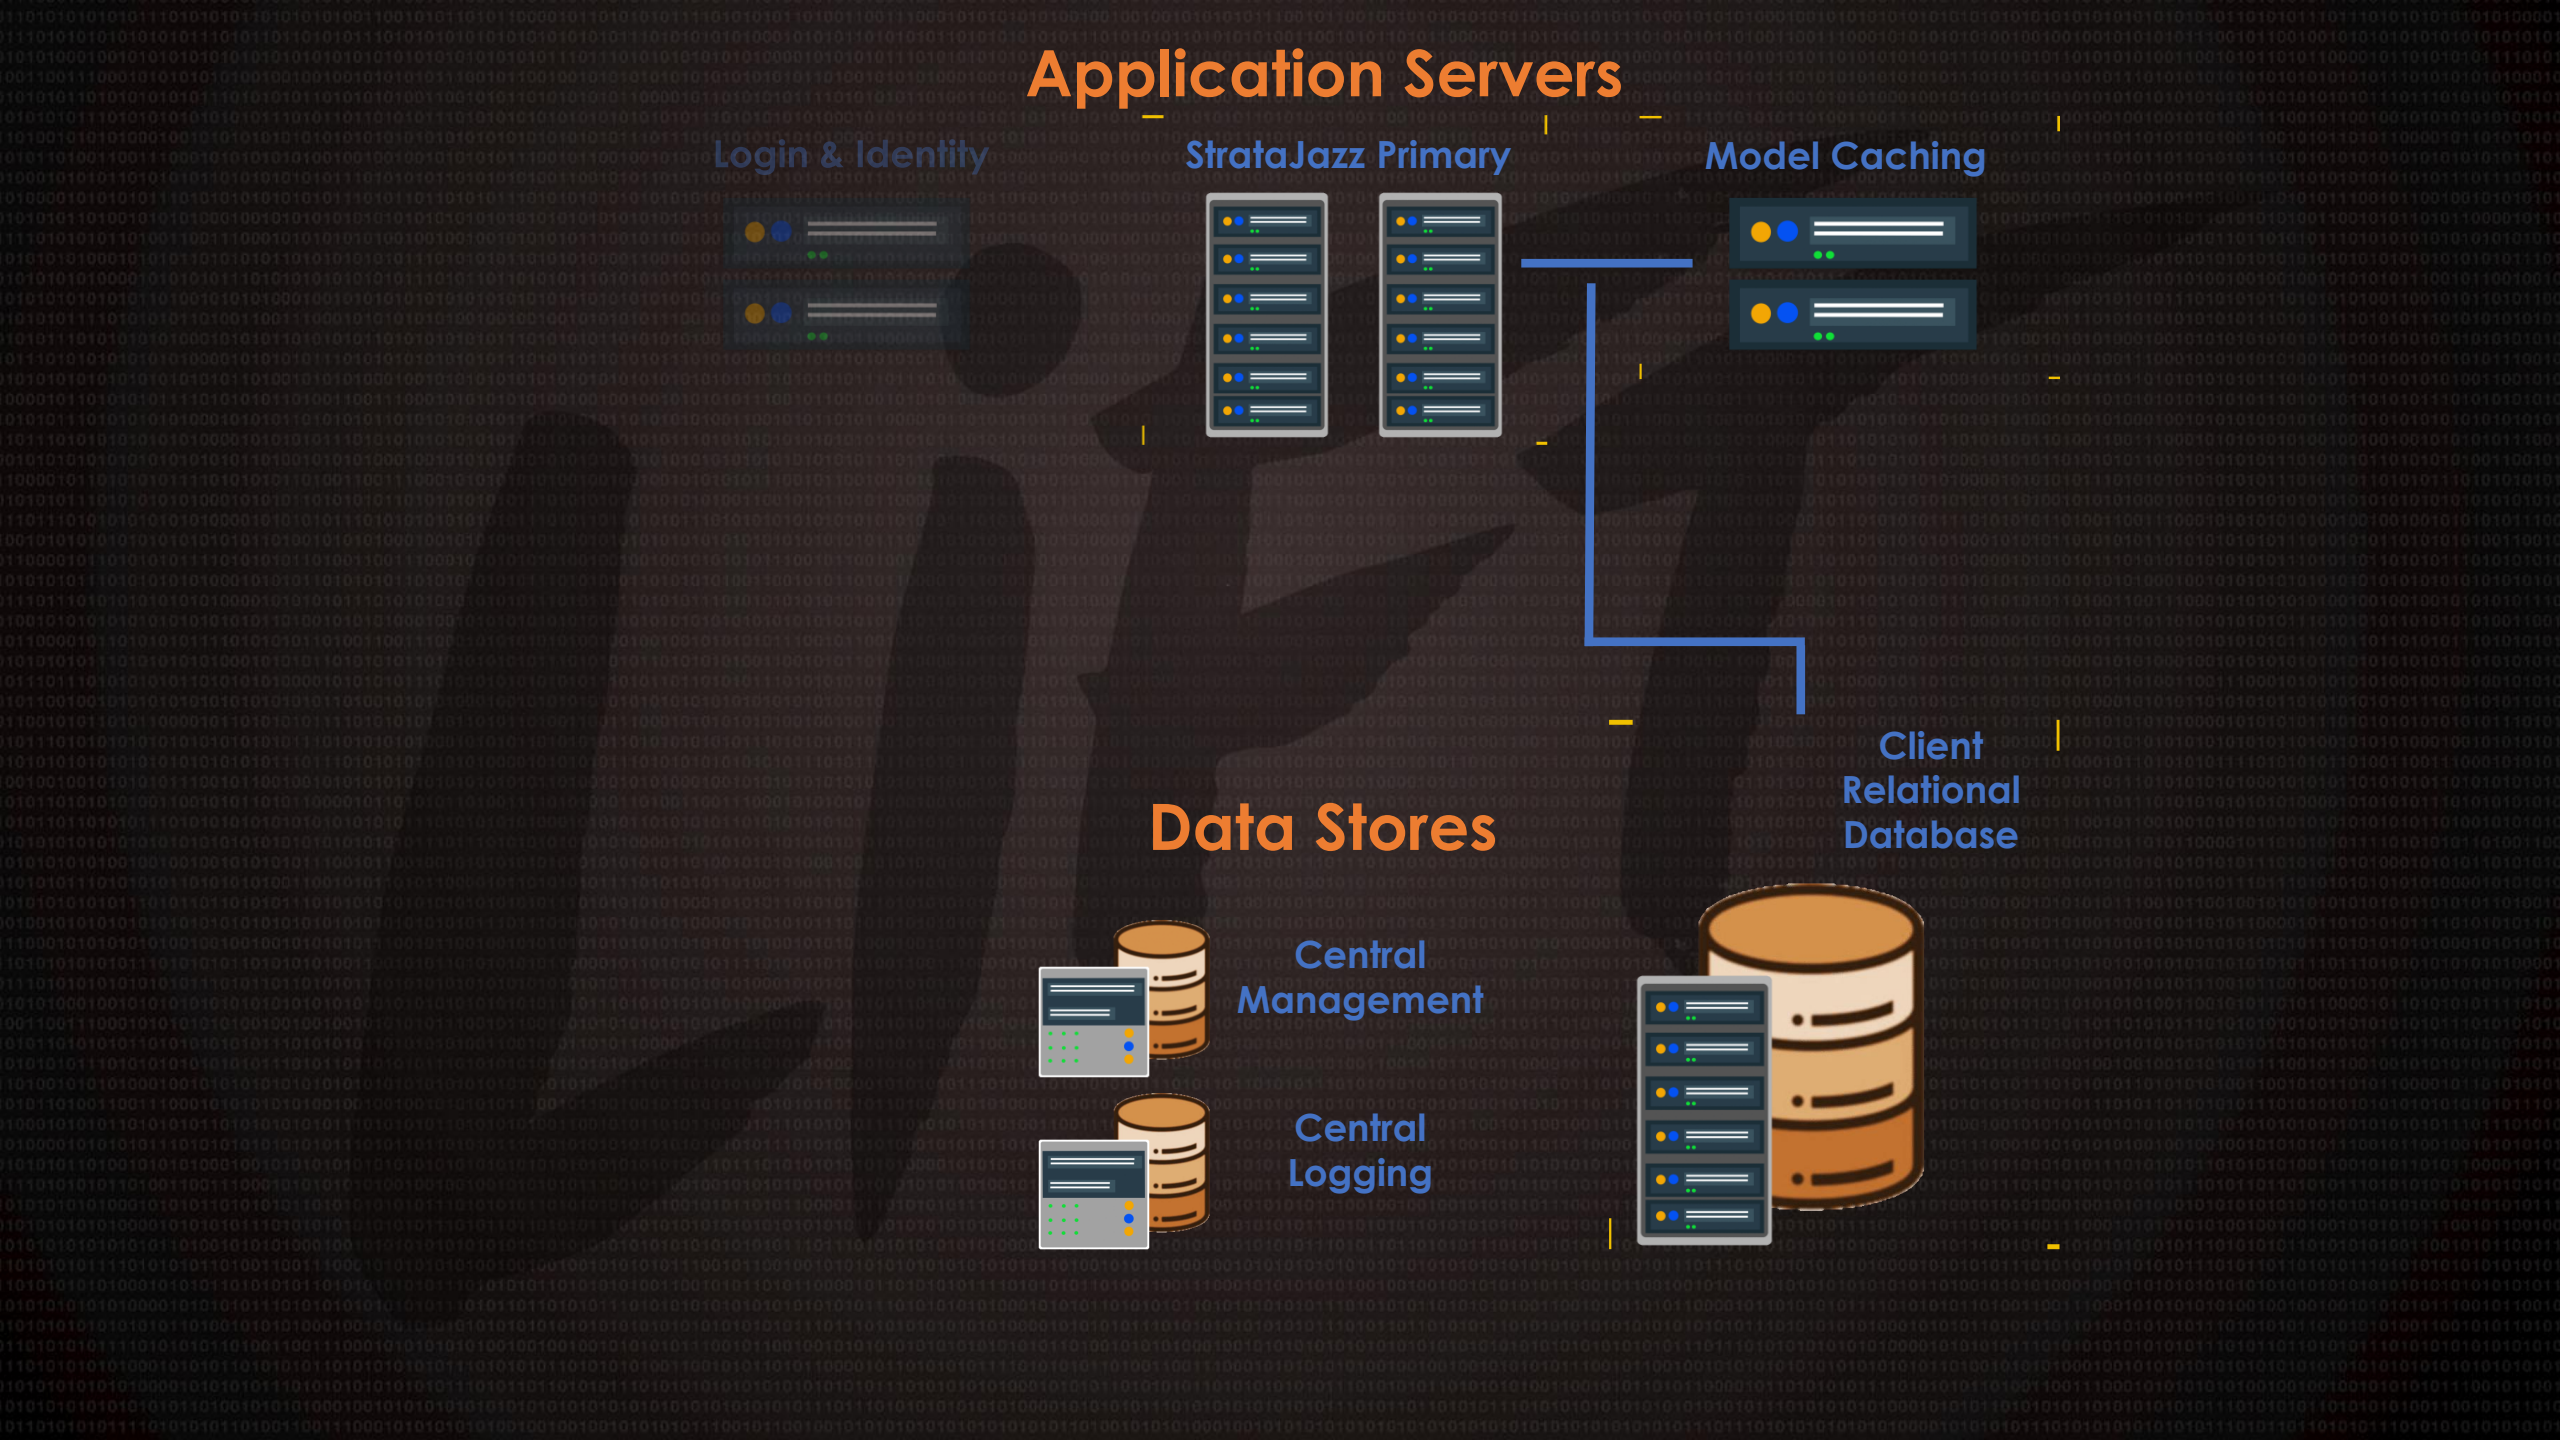 Application Servers
Login & Identity
StrataJazz Primary
Model Caching
Client
Relational
Database
Data Stores
Central
Management
Central
Logging